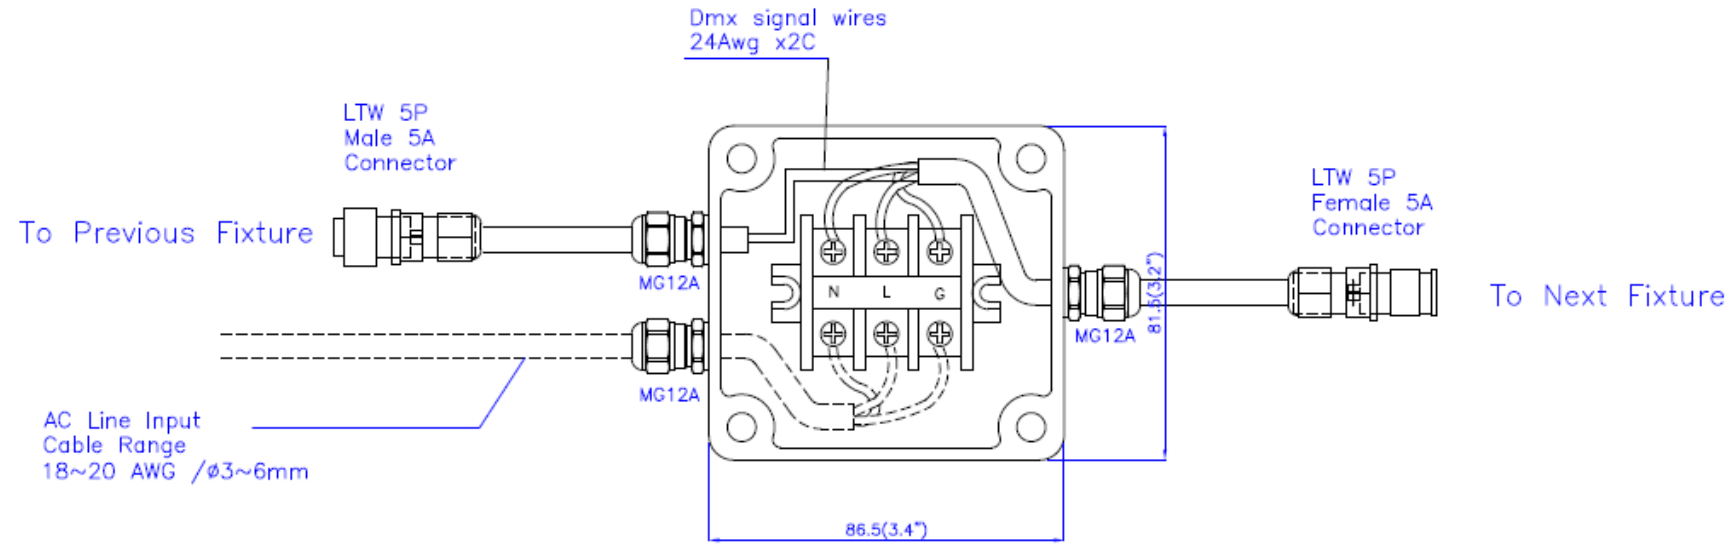 Dmx signal wires
24Awg x2C
LTW 5P
Male 5A
Connector
To Previous Fixture
MG12A
LTW 5P
Female 5A
Connector
To Next Fixture
N L G
81.5(3.2")
MG12A
MG12A
AC Line Input
Cable Range
18~20 AWG /ø3~6mm
86.5(3.4")